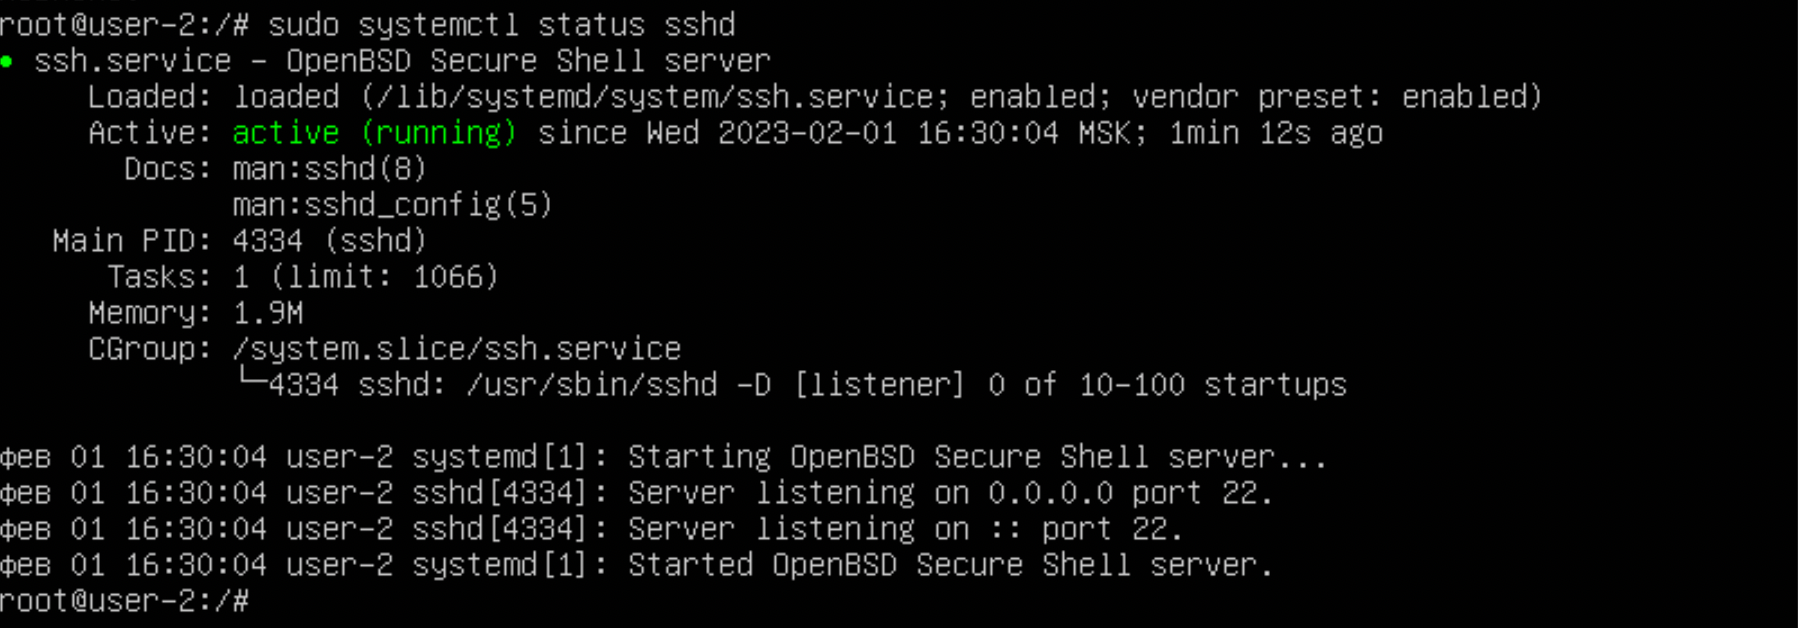 root@user-2:/# sudo systemctl status sshd
● ssh.service - OpenBSD Secure Shell server
     Loaded: loaded (/lib/systemd/system/ssh.service; enabled; vendor preset: enabled)
     Active: active (running) since Wed 2023-02-01 16:30:04 MSK; 1min 12s ago
       Docs: man:sshd(8)
             man:sshd_config(5)
   Main PID: 4334 (sshd)
      Tasks: 1 (limit: 1066)
     Memory: 1.9M
     CGroup: /system.slice/ssh.service
             └─4334 sshd: /usr/sbin/sshd -D [listener] 0 of 10-100 startups

фев 01 16:30:04 user-2 systemd[1]: Starting OpenBSD Secure Shell server...
фев 01 16:30:04 user-2 sshd[4334]: Server listening on 0.0.0.0 port 22.
фев 01 16:30:04 user-2 sshd[4334]: Server listening on :: port 22.
фев 01 16:30:04 user-2 systemd[1]: Started OpenBSD Secure Shell server.
root@user-2:/#